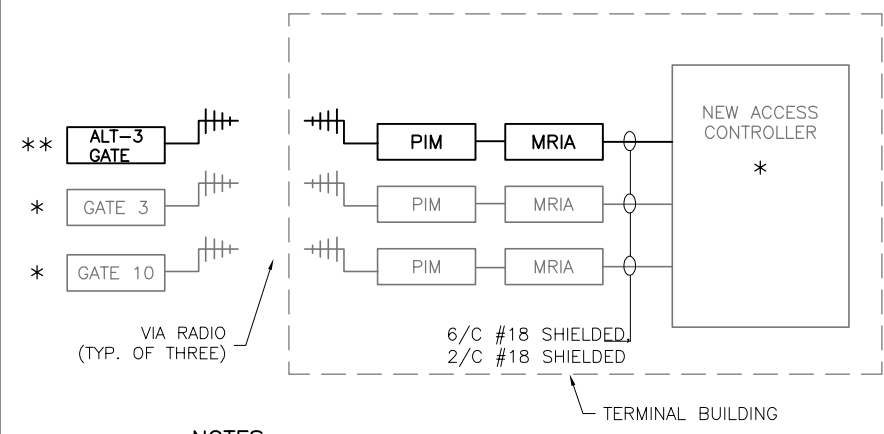 ** ALT-3
GATE
PIM
MRIA
NEW ACCESS
CONTROLLER
*
* GATE 3
PIM
MRIA
* GATE 10
PIM
MRIA
VIA RADIO
(TYP. OF THREE)
6/C #18 SHIELDED
2/C #18 SHIELDED
TERMINAL BUILDING
NOTES